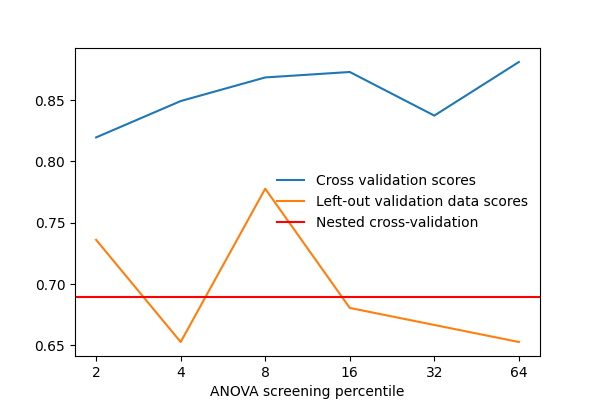 0.85
0.80
0.75
0.70
0.65
Cross validation scores
Left-out validation data scores
Nested cross-validation
2 4 8 16 32 64
ANOVA screening percentile